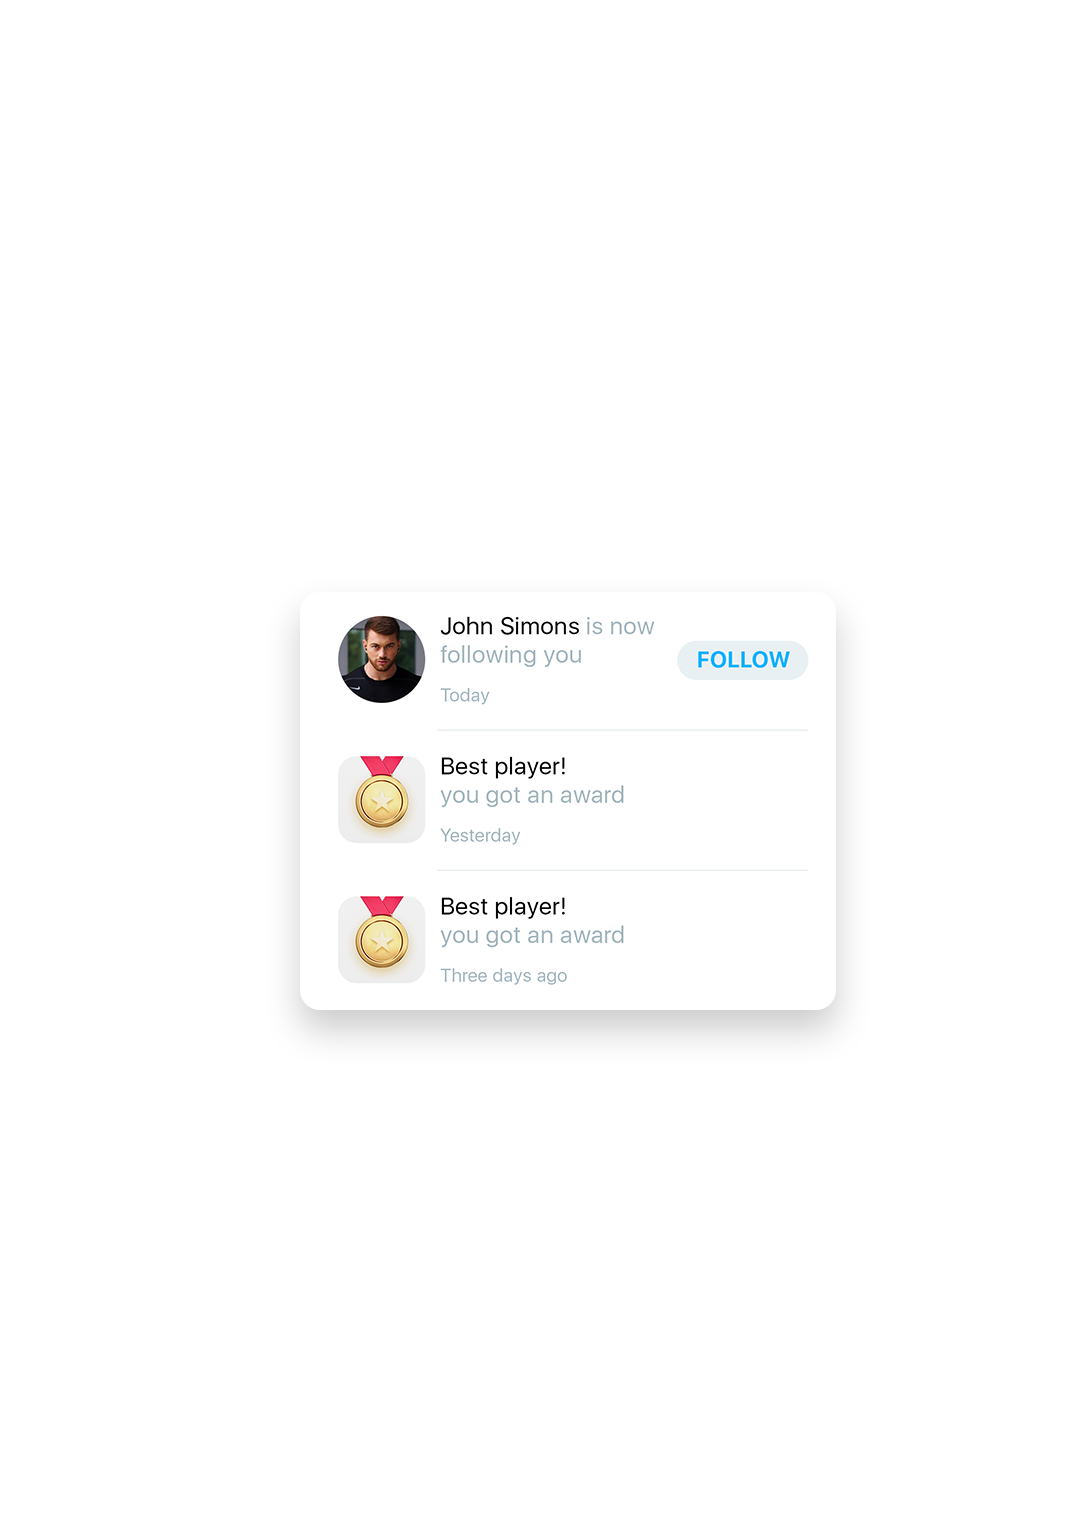 John Simons is now
following you
FOLLOW
Today
Best player!
you got an award
Yesterday
Best player!
you got an award
Three days ago